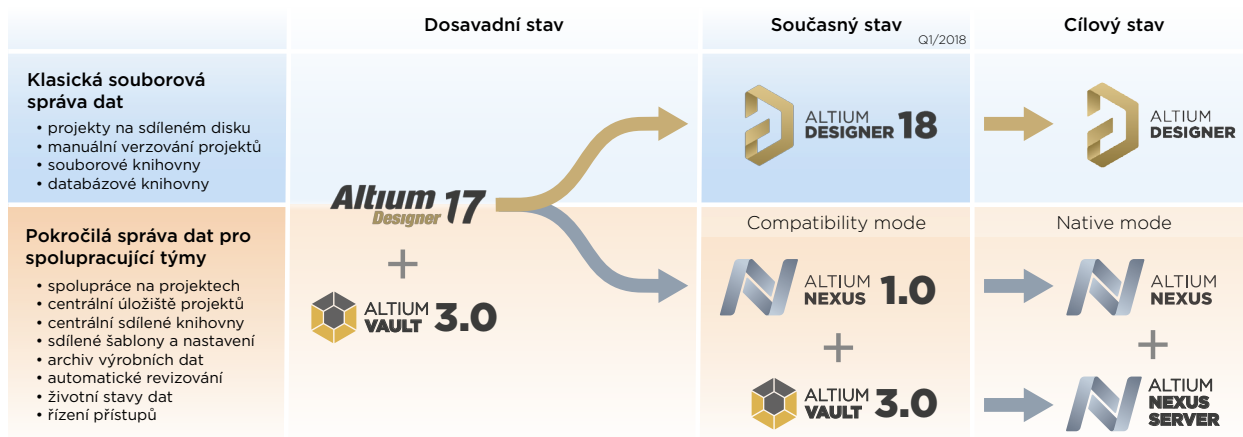 Dosavadní stav
Současný stav
Q1/2018
Cílový stav
Klasická souborová
správa dat
• projekty na sdíleném disku
• manuální verzování projektů
• souborové knihovny
• databázové knihovny
ALTIUM
DESIGNER 18
ALTIUM
DESIGNER
Altium 17
Designer
+
ALTIUM
VAULT 3.0
Pokročilá správa dat pro
spolupracující týmy
• spolupráce na projektech
• centrální úložiště projektů
• centrální sdílené knihovny
• sdílené šablony a nastavení
• archiv výrobních dat
• automatické revizování
• životní stavy dat
• řízení přístupů
Compatibility mode
ALTIUM
NEXUS 1.0
+
ALTIUM
VAULT 3.0
Native mode
ALTIUM
NEXUS
+
ALTIUM
NEXUS
SERVER